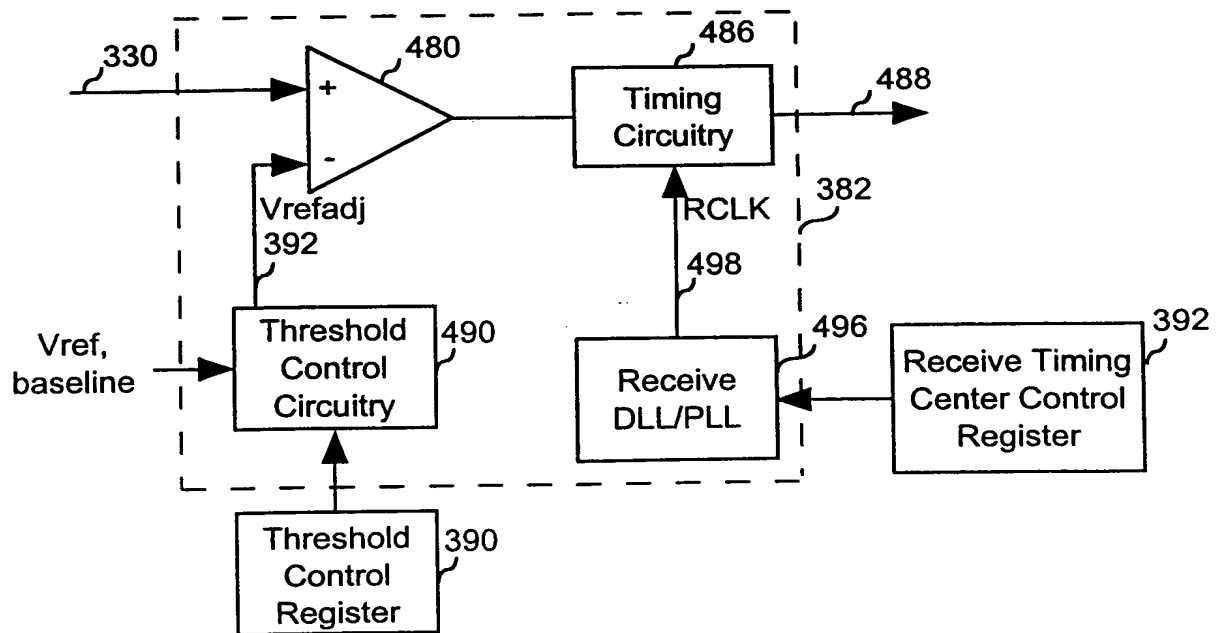 330
480
486
488
+
-
Timing
Circuitry
382
Vrefadj
392
RCLK
498
Vref,
baseline
Threshold
Control
Circuitry
490
Receive
DLL/PLL
496
Receive Timing
Center Control
Register
392
Threshold
Control
Register
390